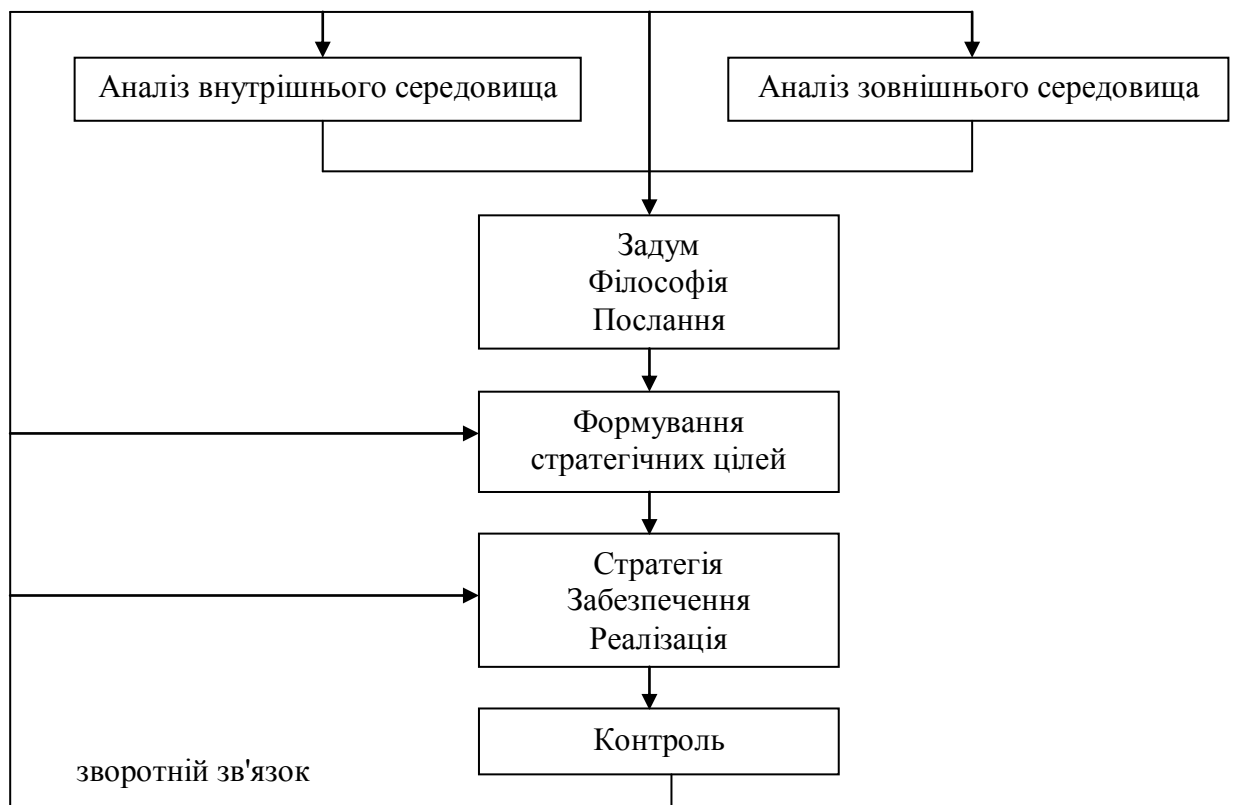 Аналіз внутрішнього середовища
Аналіз зовнішнього середовища
Задум
Філософія
Послання
Формування
стратегічних цілей
Стратегія
Забезпечення
Реалізація
Контроль
зворотній зв'язок